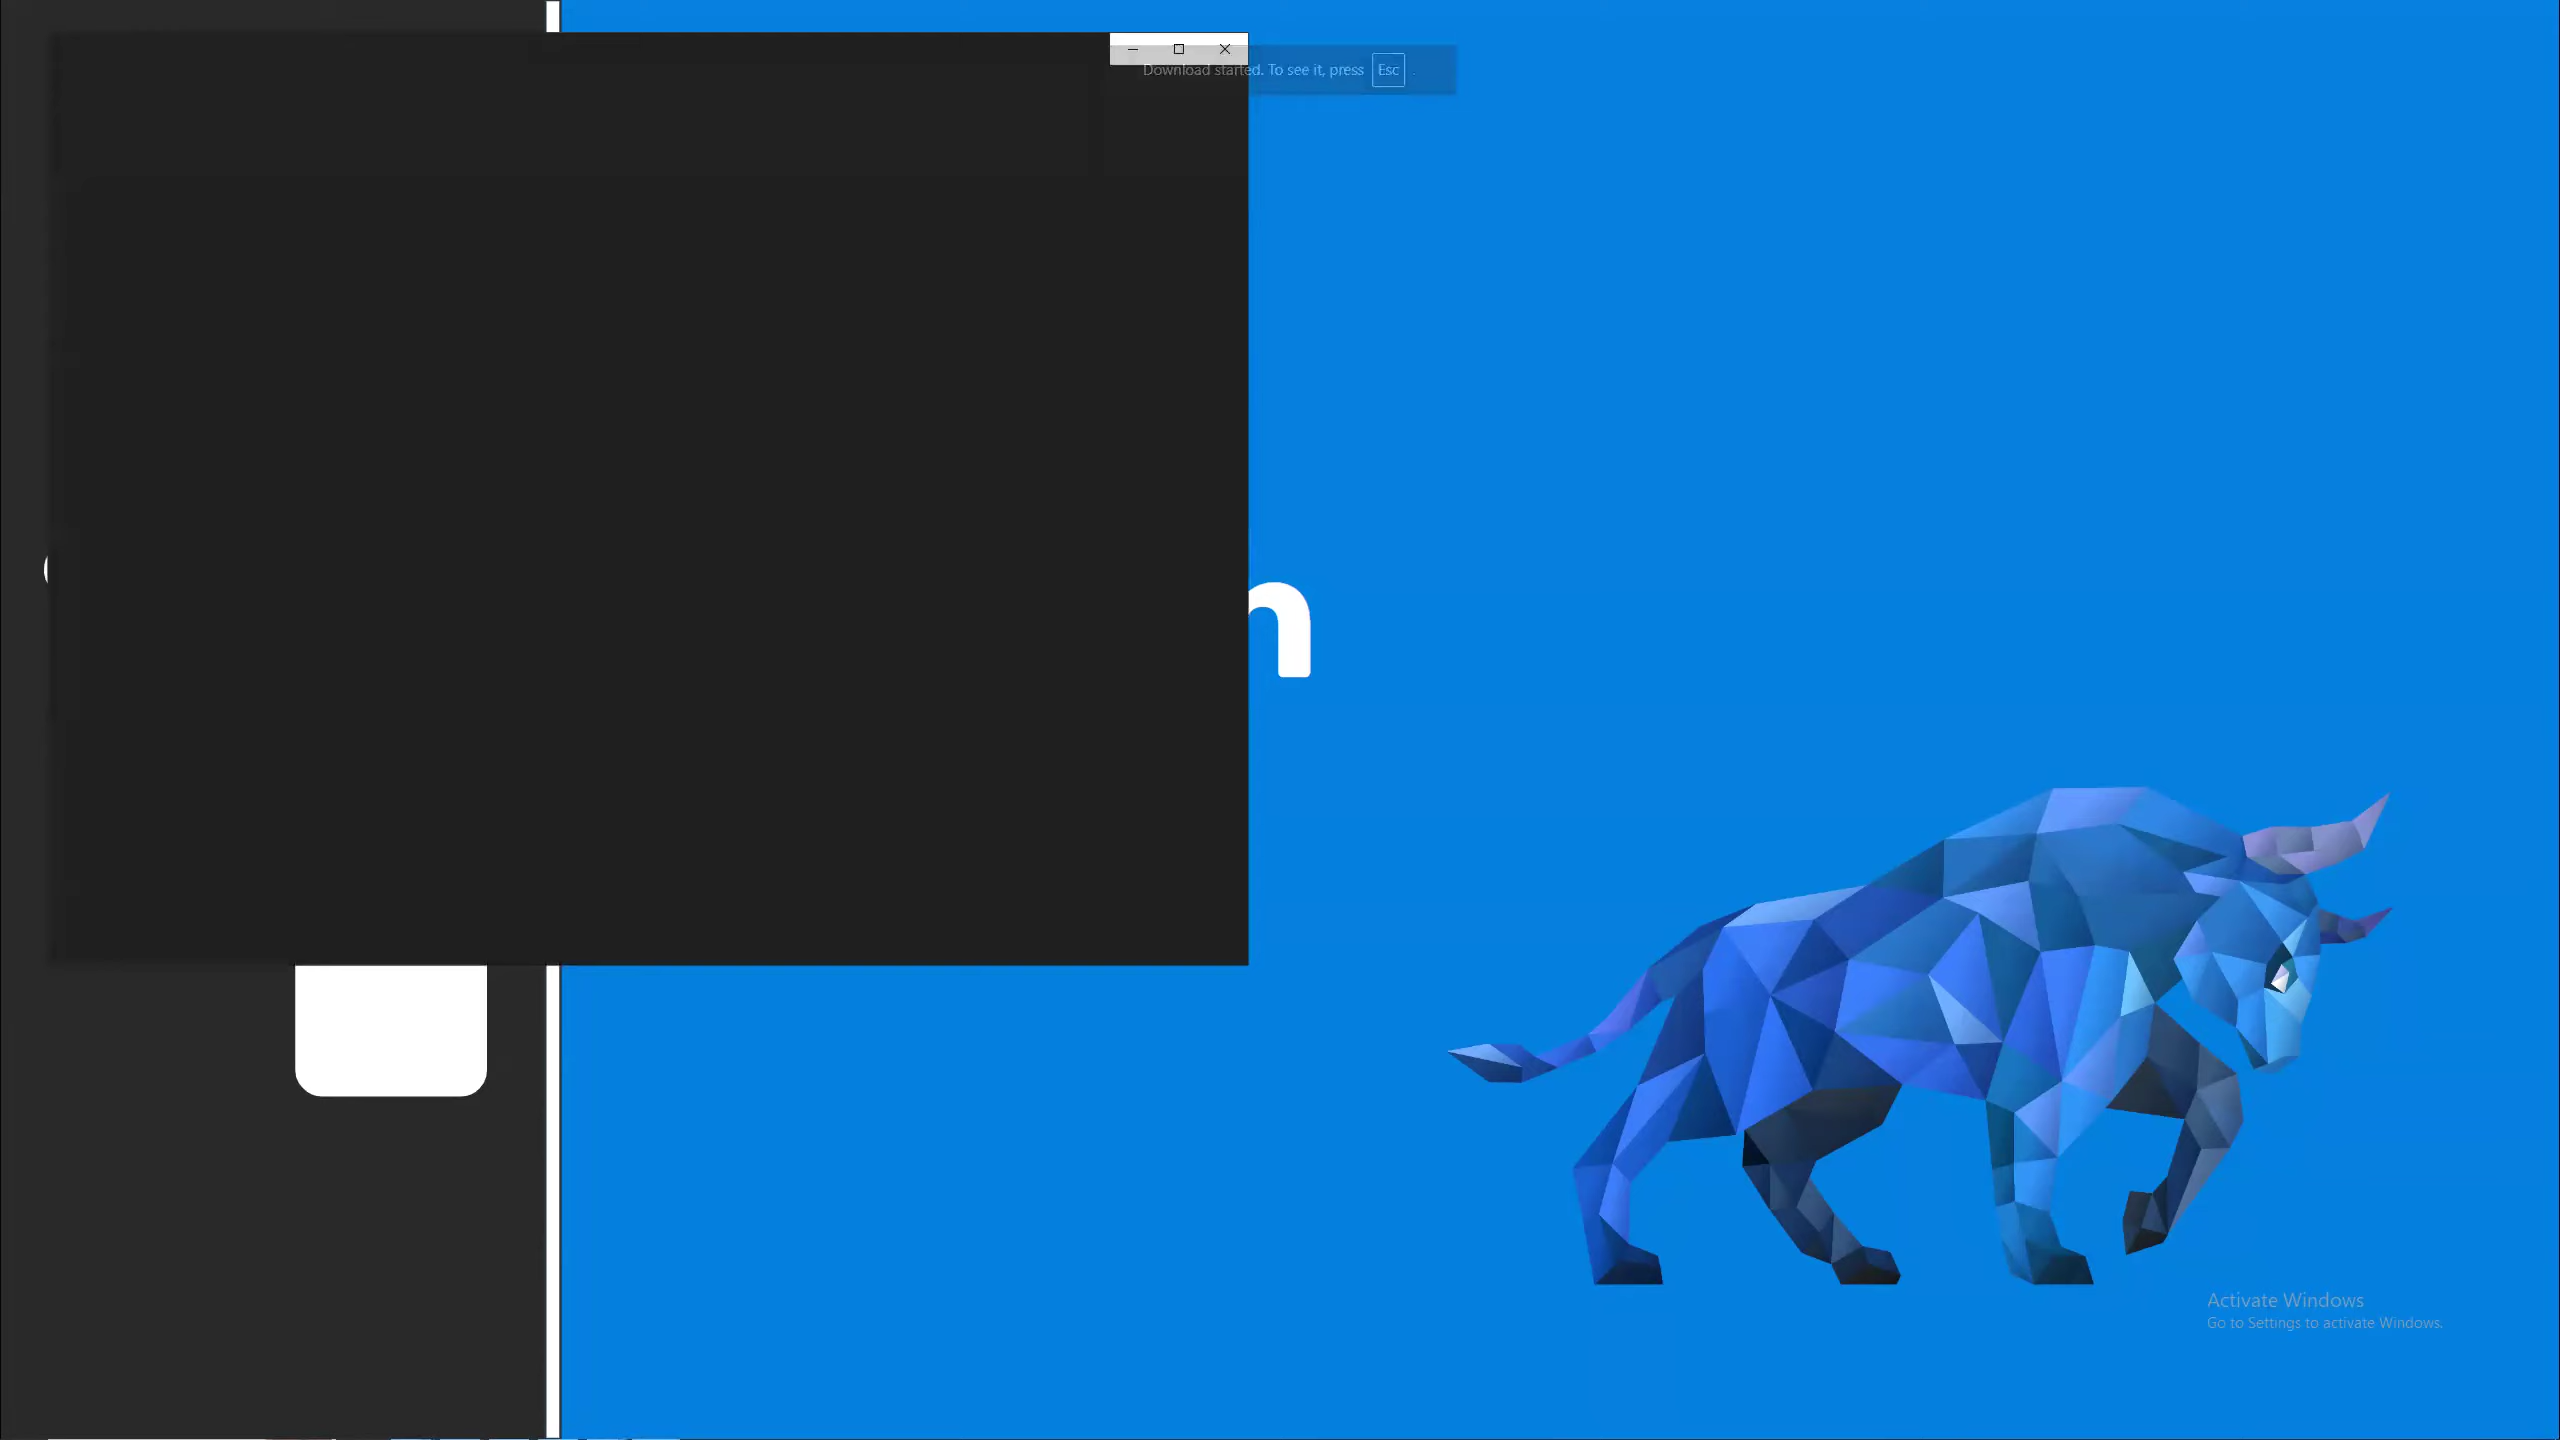 Download started. To see it, press Esc .
n
Activate Windows
Go to Settings to activate Windows.